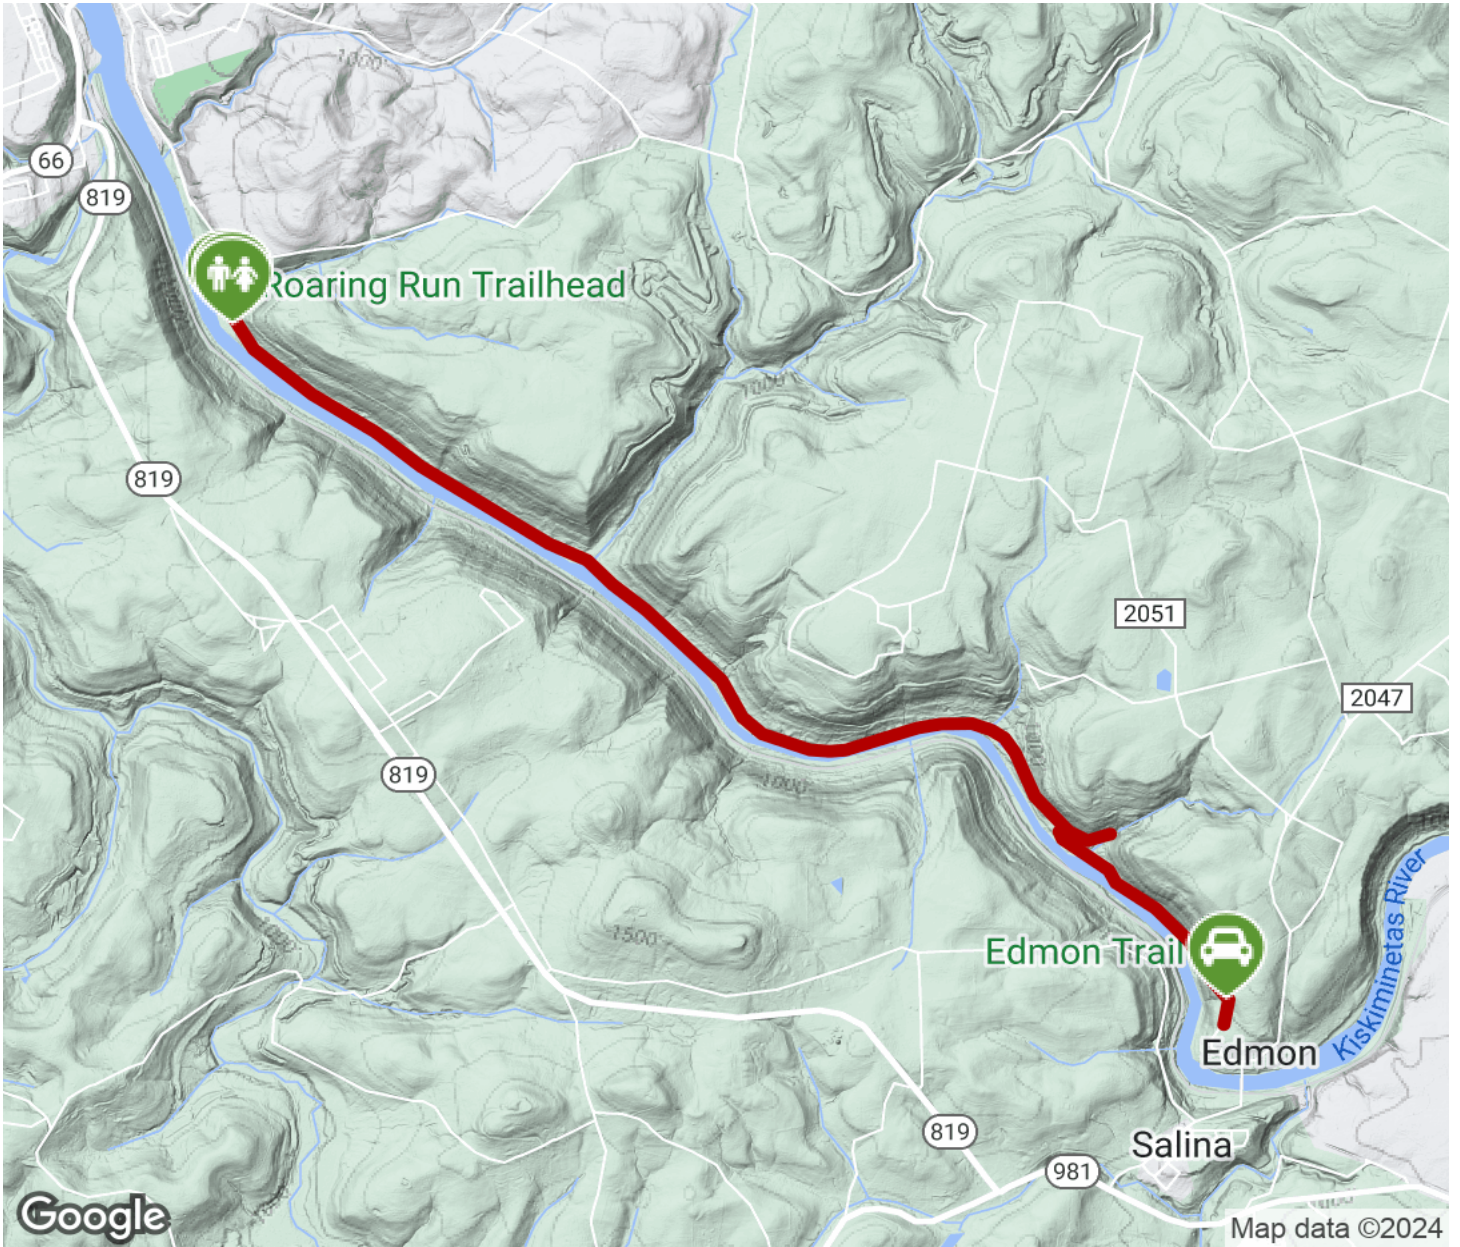 1000
66
819
Roaring Run Trailhead
1000
819
2051
2047
819
1000
1500
Edmon Trail
Kiskiminetas River
Edmon
819
Salina
981
Google
Map data ©2024